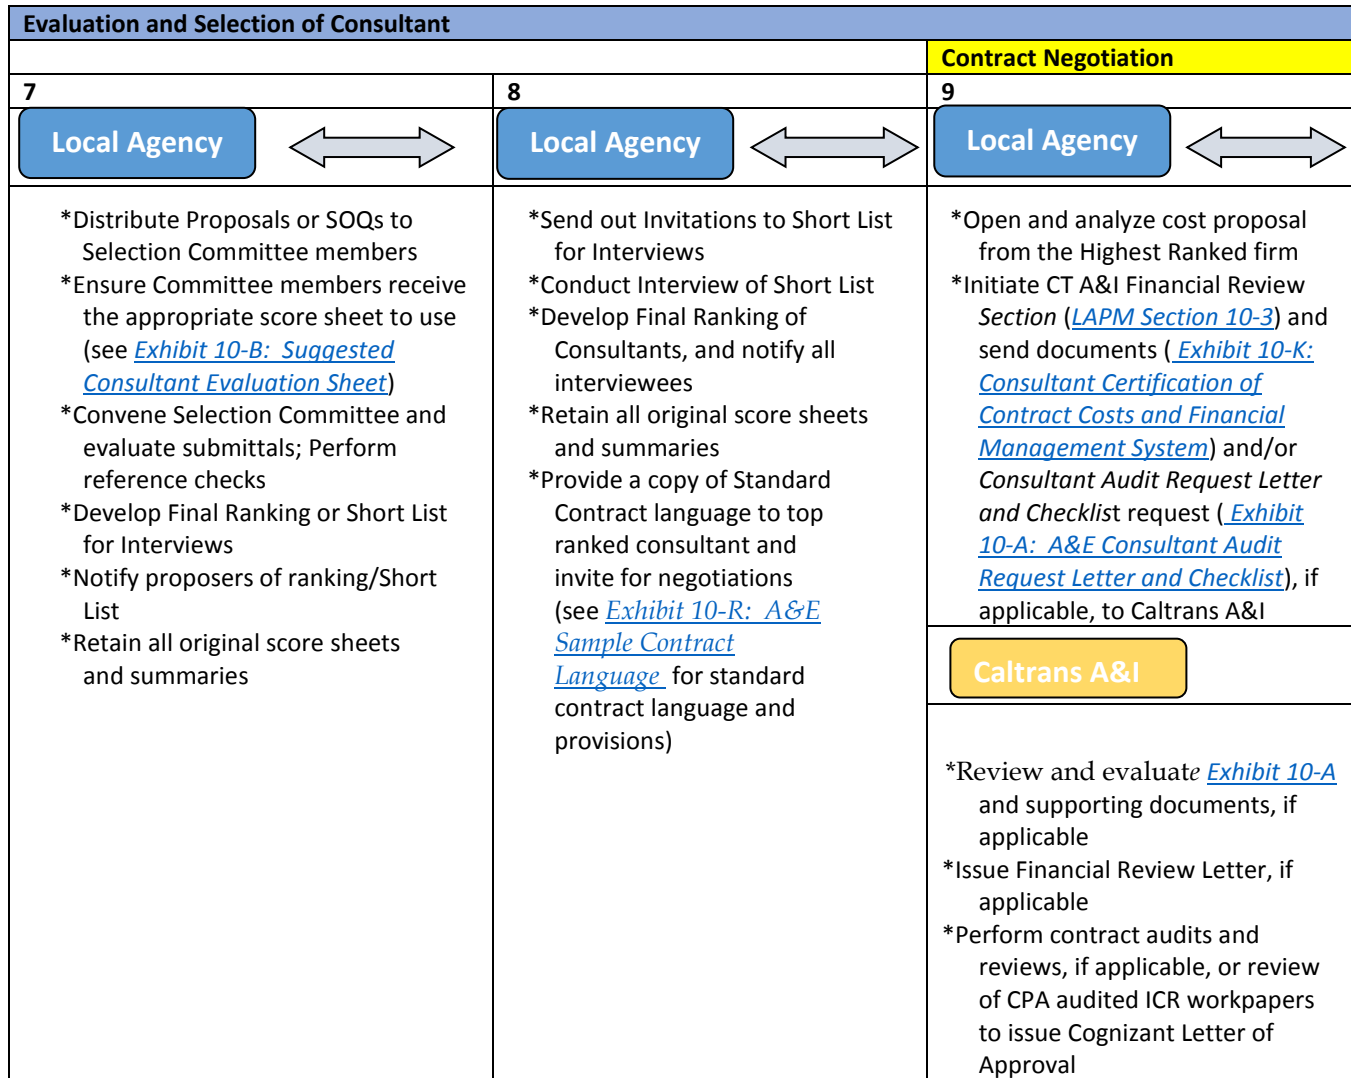 Evaluation and Selection of Consultant
Contract Negotiation
7
8
9
Local Agency
Local Agency
Local Agency
*Distribute Proposals or SOQs to
Selection Committee members
*Ensure Committee members receive
the appropriate score sheet to use
(see Exhibit 10-B: Suggested
Consultant Evaluation Sheet)
*Convene Selection Committee and
evaluate submittals; Perform
reference checks
*Develop Final Ranking or Short List
for Interviews
*Notify proposers of ranking/Short
List
*Retain all original score sheets
and summaries
*Send out Invitations to Short List
for Interviews
*Conduct Interview of Short List
*Develop Final Ranking of
Consultants, and notify all
interviewees
*Retain all original score sheets
and summaries
*Provide a copy of Standard
Contract language to top
ranked consultant and
invite for negotiations
(see Exhibit 10-R: A&E
Sample Contract
Language for standard
contract language and
provisions)
*Open and analyze cost proposal
from the Highest Ranked firm
*Initiate CT A&I Financial Review
Section (LAPM Section 10-3) and
send documents ( Exhibit 10-K:
Consultant Certification of
Contract Costs and Financial
Management System) and/or
Consultant Audit Request Letter
and Checklist request ( Exhibit
10-A: A&E Consultant Audit
Request Letter and Checklist), if
applicable, to Caltrans A&I
Caltrans A&I
*Review and evaluate Exhibit 10-A
and supporting documents, if
applicable
*Issue Financial Review Letter, if
applicable
*Perform contract audits and
reviews, if applicable, or review
of CPA audited ICR workpapers
to issue Cognizant Letter of
Approval